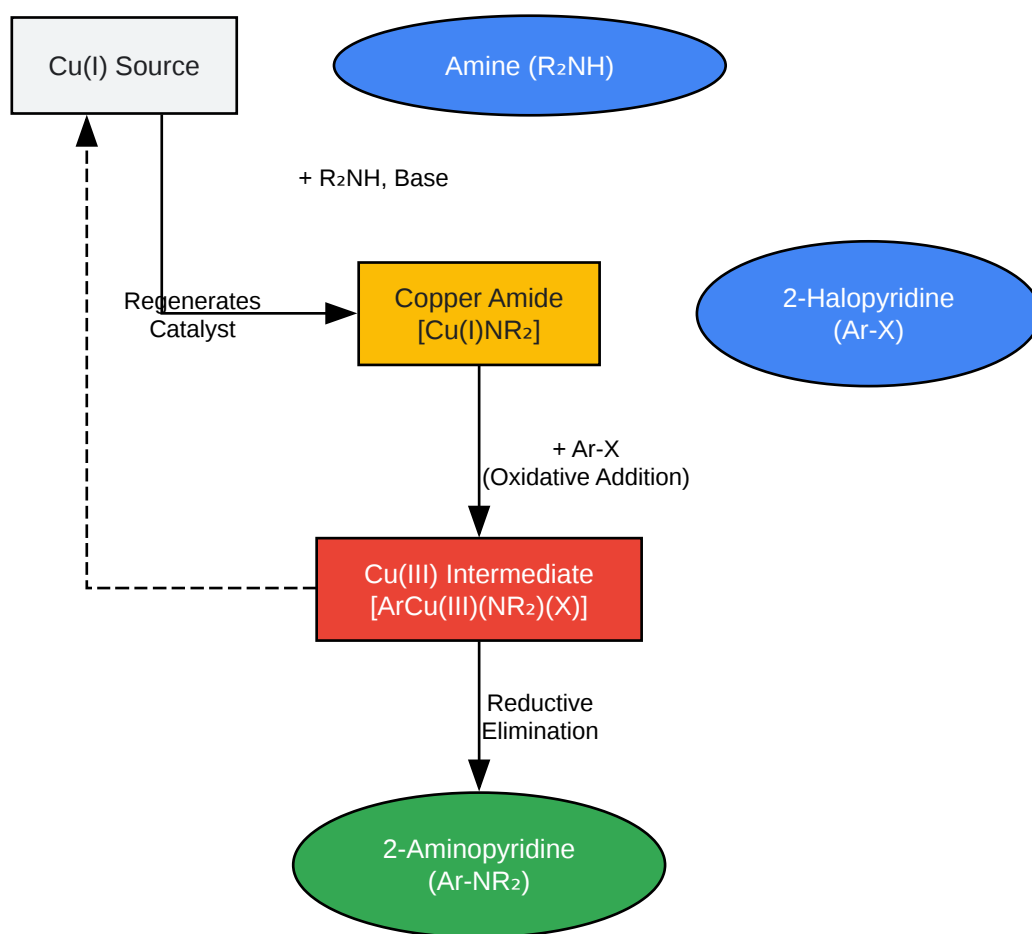 Cu(I) Source
Amine (R₂NH)
+ R₂NH, Base
Regenerates
Catalyst
Copper Amide
[Cu(I)NR₂]
2-Halopyridine
(Ar-X)
+ Ar-X
(Oxidative Addition)
Cu(III) Intermediate
[ArCu(III)(NR₂)(X)]
Reductive
Elimination
2-Aminopyridine
(Ar-NR₂)